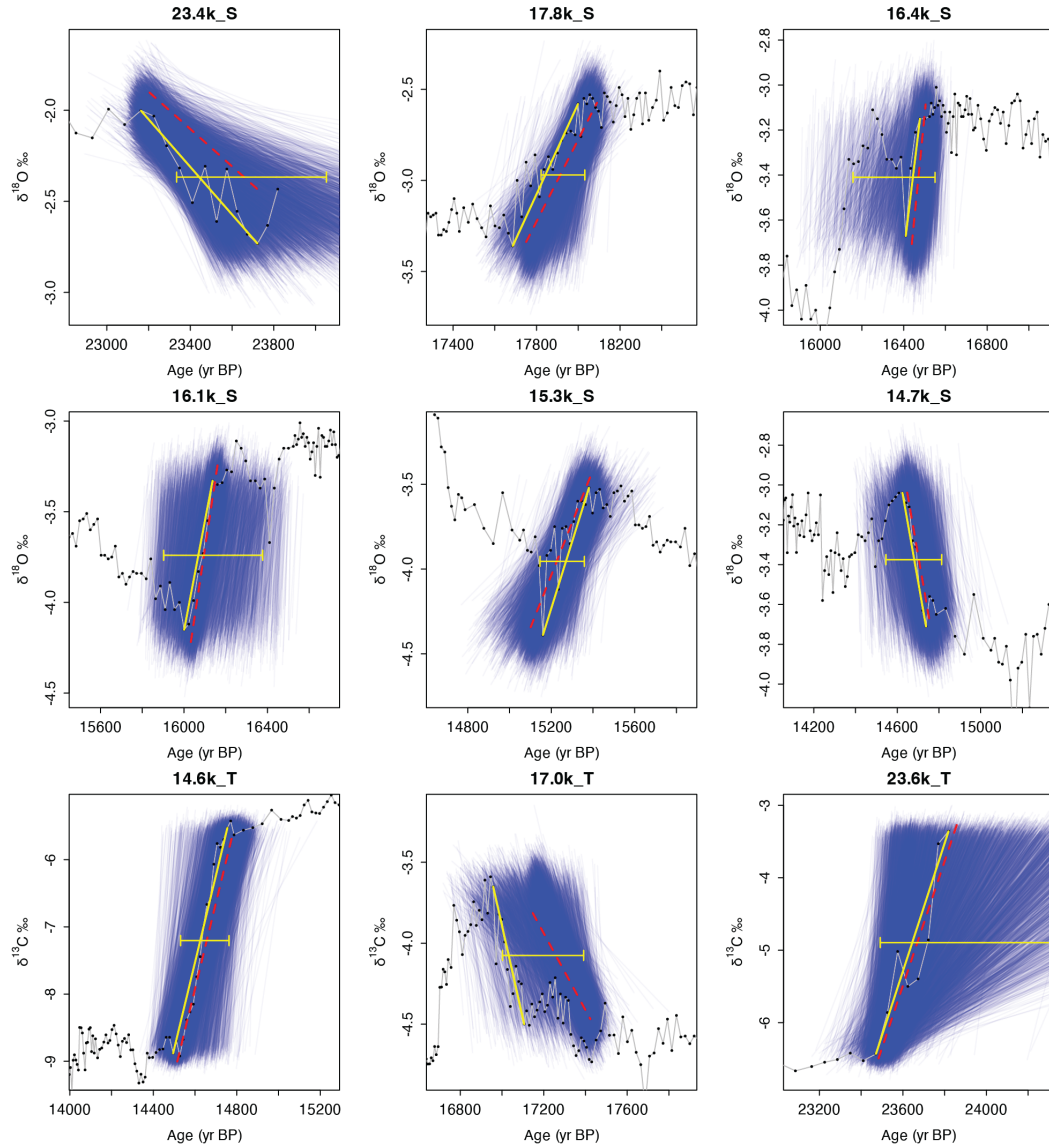 23.4k_S
17.8k_S
16.4k_S
δ18O ‰
-2.0
-2.5
-3.0
23000 23400 23800
Age (yr BP)
δ18O ‰
-2.5
-3.0
-3.5
17400 17800 18200
Age (yr BP)
δ18O ‰
-2.8
-3.0
-3.2
-3.4
-3.6
-3.8
-4.0
16000 16400 16800
Age (yr BP)
16.1k_S
15.3k_S
14.7k_S
δ18O ‰
-3.0
-3.5
-4.0
-4.5
15600 16000 16400
Age (yr BP)
δ18O ‰
-3.5
-4.0
-4.5
14800 15200 15600
Age (yr BP)
δ18O ‰
-2.8
-3.0
-3.2
-3.4
-3.6
-3.8
-4.0
14200 14600 15000
Age (yr BP)
14.6k_T
17.0k_T
23.6k_T
δ13C ‰
-6
-7
-8
-9
14000 14400 14800 15200
Age (yr BP)
δ13C ‰
-3.5
-4.0
-4.5
16800 17200 17600
Age (yr BP)
δ13C ‰
-3
-4
-5
-6
23200 23600 24000
Age (yr BP)